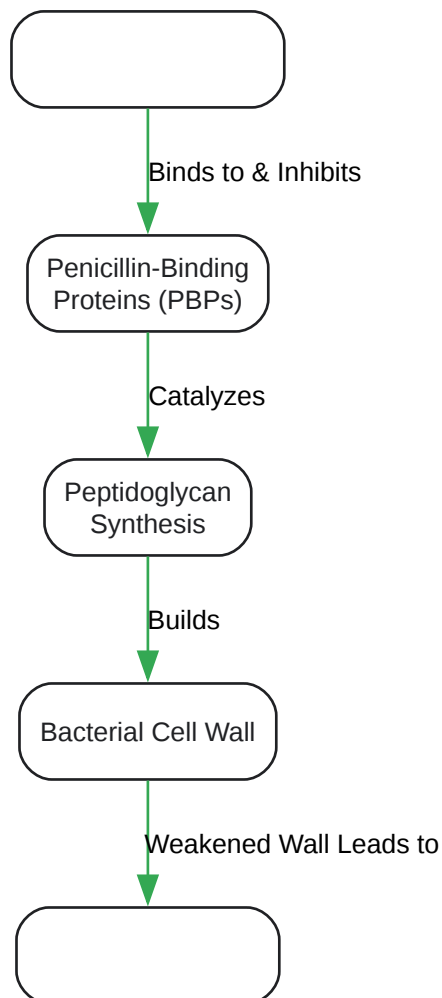 Binds to & Inhibits
Penicillin-Binding
Proteins (PBPs)
Catalyzes
Peptidoglycan
Synthesis
Builds
Bacterial Cell Wall
Weakened Wall Leads to